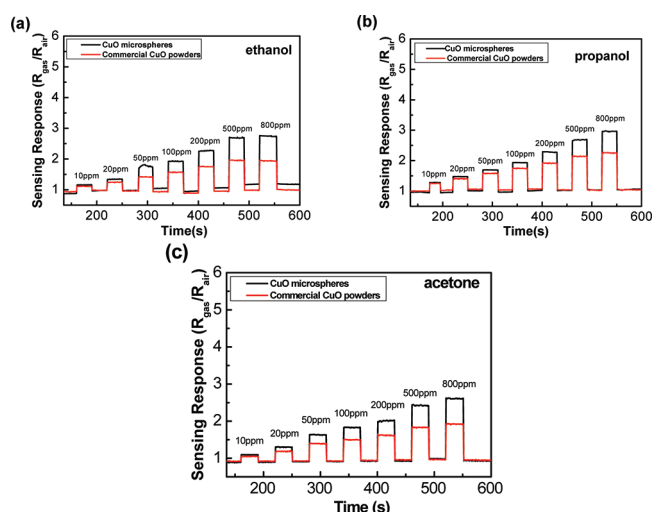 (a)
ethanol
CuO microspheres
Commercial CuO powders
Sensing Response (Rgas/Rair)
6
5
4
3
2
1
10ppm
20ppm
50ppm
100ppm
200ppm
500ppm
800ppm
200 300 400 500 600
Time(s)
(b)
propanol
CuO microspheres
Commercial CuO powders
Sensing Response (Rgas/Rair)
6
5
4
3
2
1
10ppm
20ppm
50ppm
100ppm
200ppm
500ppm
800ppm
200 300 400 500 600
Time(s)
(c)
acetone
CuO microspheres
Commercial CuO powders
Sensing Response (Rgas/Rair)
6
5
4
3
2
1
10ppm
20ppm
50ppm
100ppm
200ppm
500ppm
800ppm
200 300 400 500 600
Time (s)